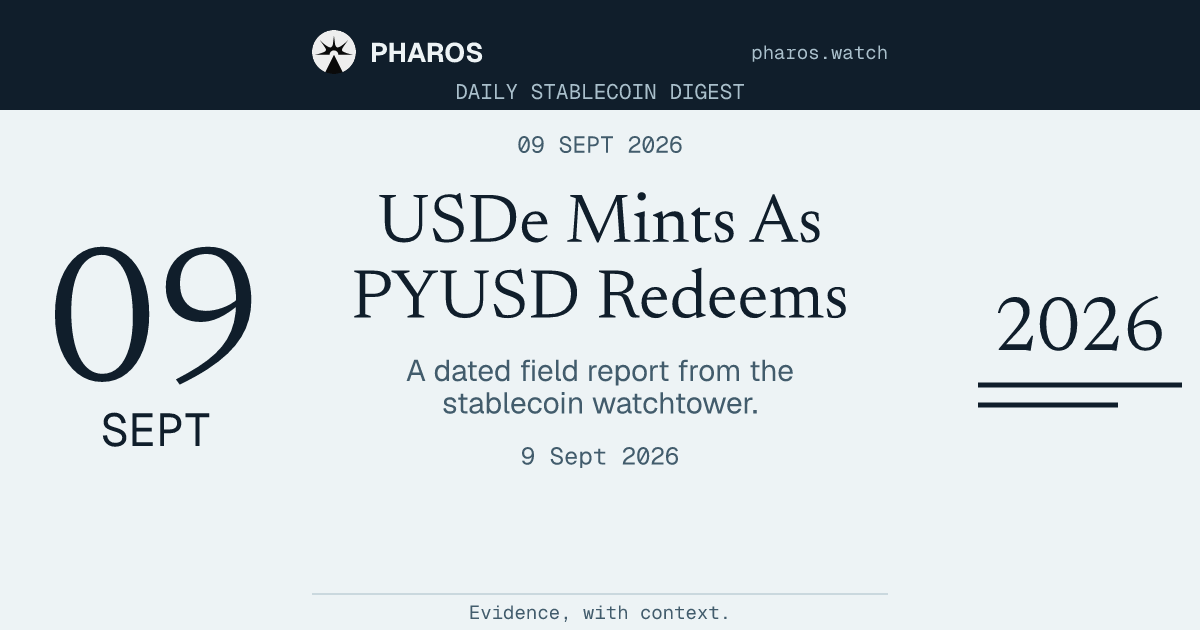 PHAROS
pharos.watch
DAILY STABLECOIN DIGEST
09 SEPT 2026
USDe Mints As
PYUSD Redeems
A dated field report from the
stablecoin watchtower.
9 Sept 2026
09
SEPT
2026
Evidence, with context.